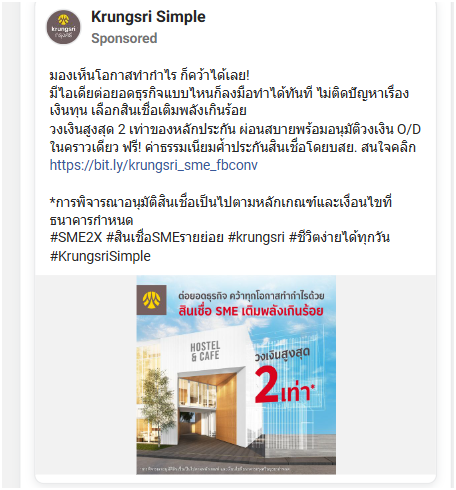 Krungsri Simple
Sponsored
krungsri
กรุงศรี
มองเห็นโอกาสทำกำไร ก็คว้าได้เลย!
มีไอเดียต่อยอดธุรกิจแบบไหนก็ลงมือทำได้ทันที ไม่ติดปัญหาเรื่อง
เงินทุน เลือกสินเชื่อเติมพลังเกินร้อย
วงเงินสูงสุด 2 เท่าของหลักประกัน ผ่อนสบายพร้อมอนุมัติวงเงิน O/D
ในคราวเดียว ฟรี! ค่าธรรมเนียมค้ำประกันสินเชื่อโดยบสย. สนใจคลิก
https://bit.ly/krungsri_sme_fbconv
*การพิจารณาอนุมัติสินเชื่อเป็นไปตามหลักเกณฑ์และเงื่อนไขที่
ธนาคารกำหนด
#SME2X #สินเชื่อSMEรายย่อย #krungsri #ชีวิตง่ายได้ทุกวัน
#KrungsriSimple
ต่อยอดธุรกิจ คว้าทุกโอกาสทำกำไรด้วย
สินเชื่อ SME เติมพลังเกินร้อย
HOSTEL
& CAFE
วงเงินสูงสุด
2เท่า*